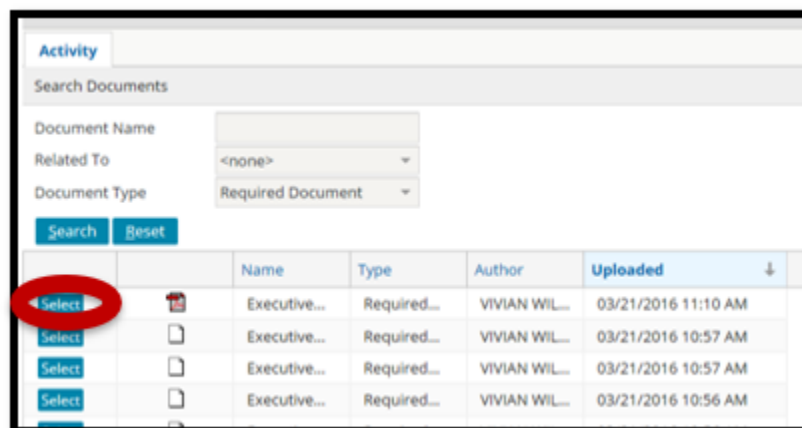 Activity
Search Documents
Document Name
Related To <none>
Document Type Required Document
Search Reset
Name Type Author Uploaded
Select Executive... Required... VIVIAN WIL... 03/21/2016 11:10 AM
Select Executive... Required... VIVIAN WIL... 03/21/2016 10:57 AM
Select Executive... Required... VIVIAN WIL... 03/21/2016 10:57 AM
Select Executive... Required... VIVIAN WIL... 03/21/2016 10:56 AM